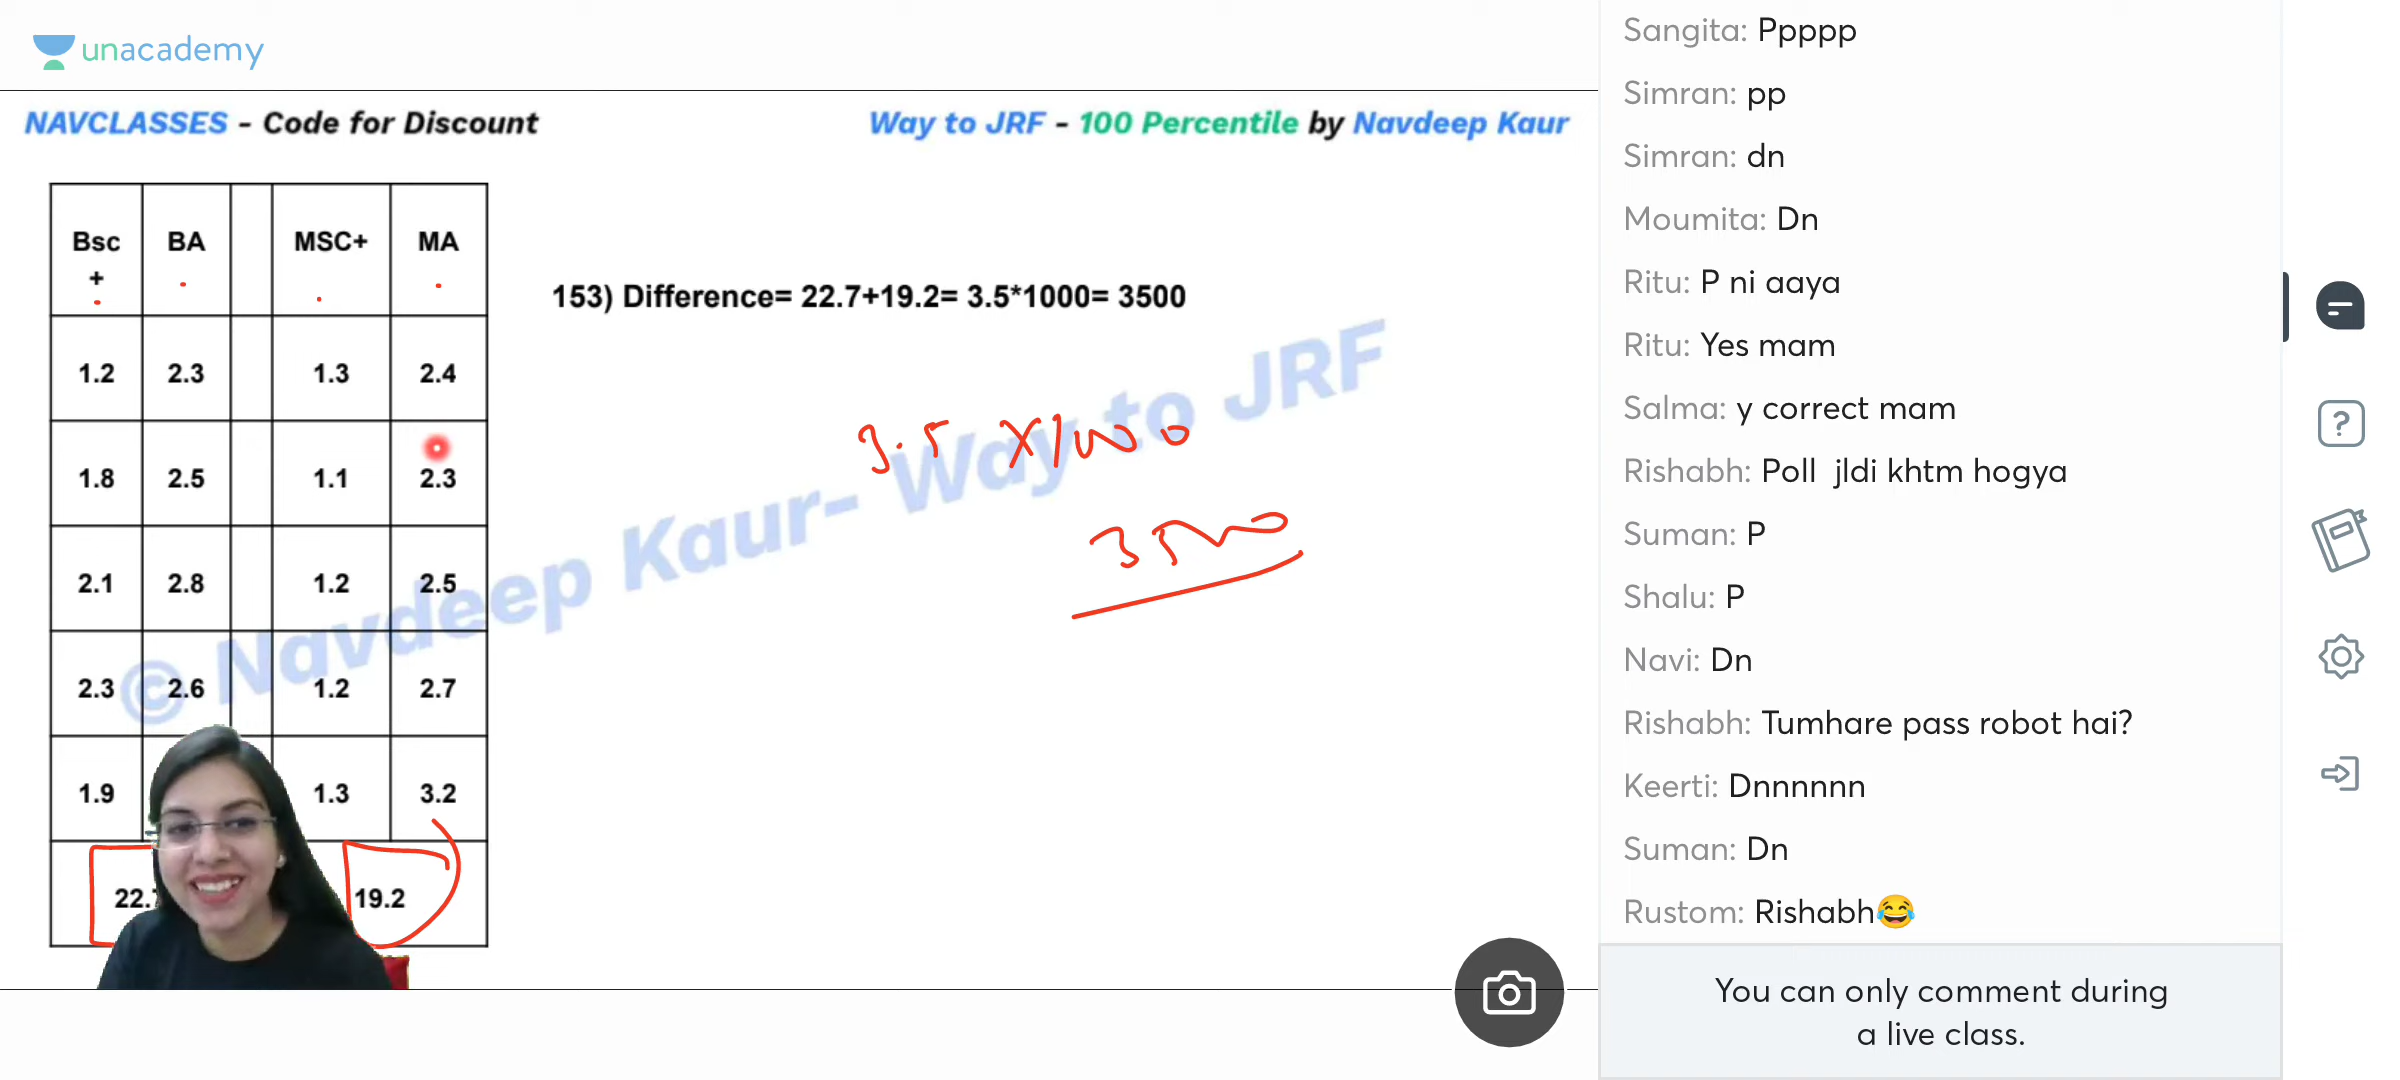 unacademy
NAVCLASSES - Code for Discount
Way to JRF - 100 Percentile by Navdeep Kaur
Bsc + BA MSC+ MA
1.2 2.3 1.3 2.4
1.8 2.5 1.1 2.3
2.1 2.8 1.2 2.5
2.3 2.6 1.2 2.7
1.9 1.3 3.2
19.2
153) Difference= 22.7+19.2= 3.5*1000= 3500
3.5 X1000
3500
© Navdeep Kaur- Way to JRF
Sangita: Ppppp
Simran: pp
Simran: dn
Moumita: Dn
Ritu: P ni aaya
Ritu: Yes mam
Salma: y correct mam
Rishabh: Poll jldi khtm hogya
Suman: P
Shalu: P
Navi: Dn
Rishabh: Tumhare pass robot hai?
Keerti: Dnnnnnn
Suman: Dn
Rustom: Rishabh😂
You can only comment during
a live class.